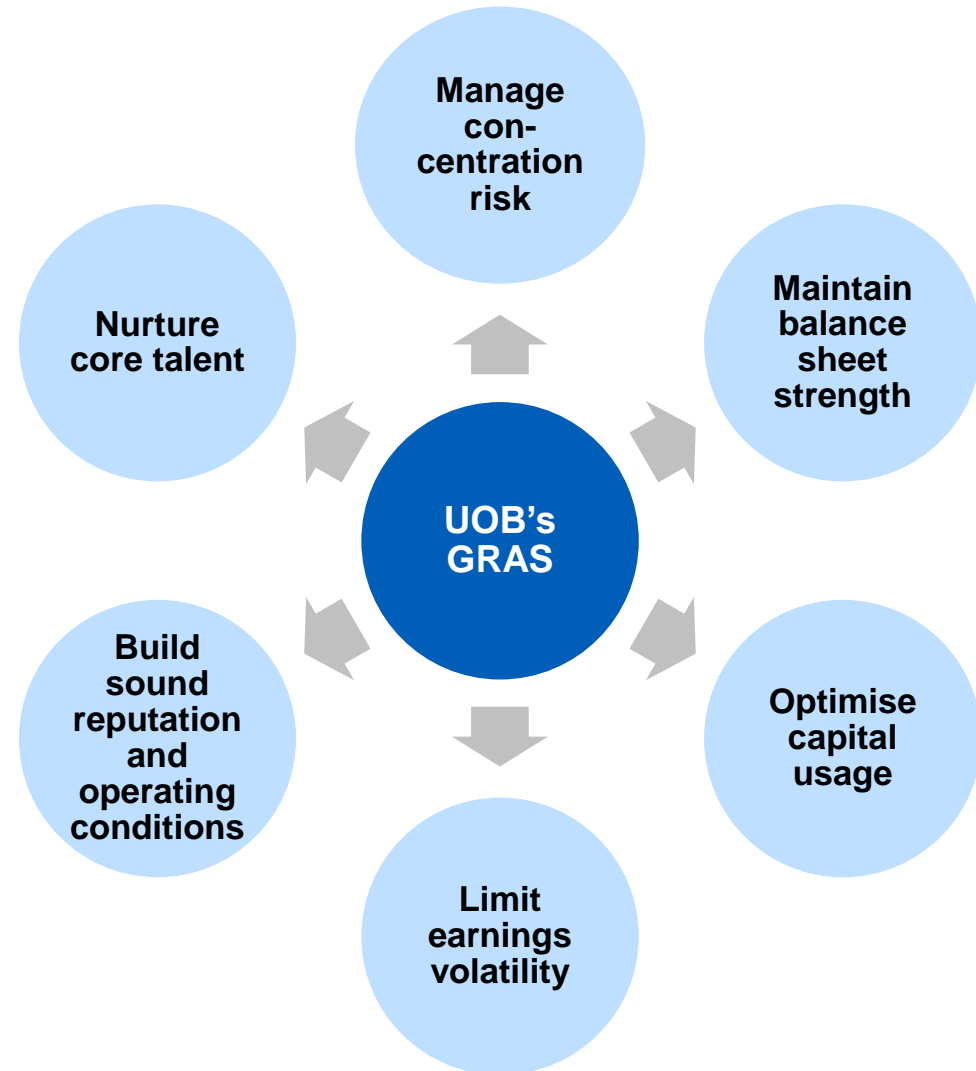 Manage
con-
centration
risk
Maintain
balance
sheet
strength
Optimise
capital
usage
Limit
earnings
volatility
Build
sound
reputation
and
operating
conditions
Nurture
core talent
UOB’s
GRAS